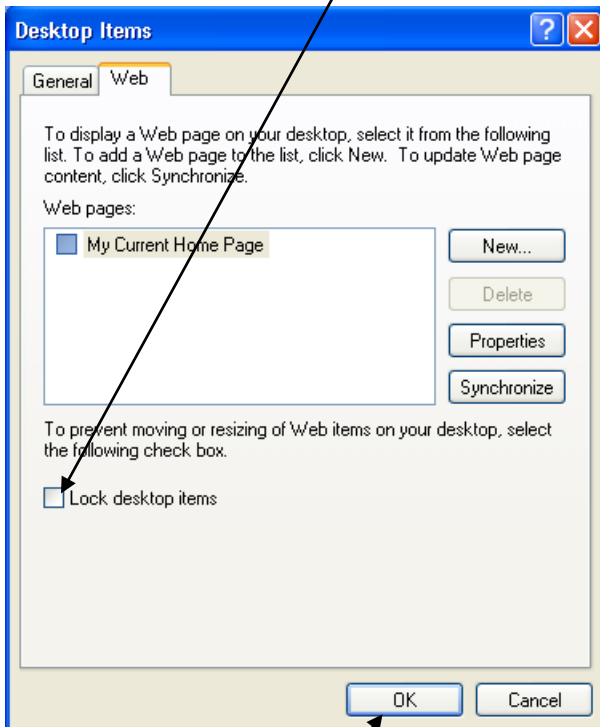 Desktop Items
General Web
To display a Web page on your desktop, select it from the following
list. To add a Web page to the list, click New. To update Web page
content, click Synchronize.
Web pages:
My Current Home Page
New...
Delete
Properties
Synchronize
To prevent moving or resizing of Web items on your desktop, select
the following check box.
Lock desktop items
OK Cancel